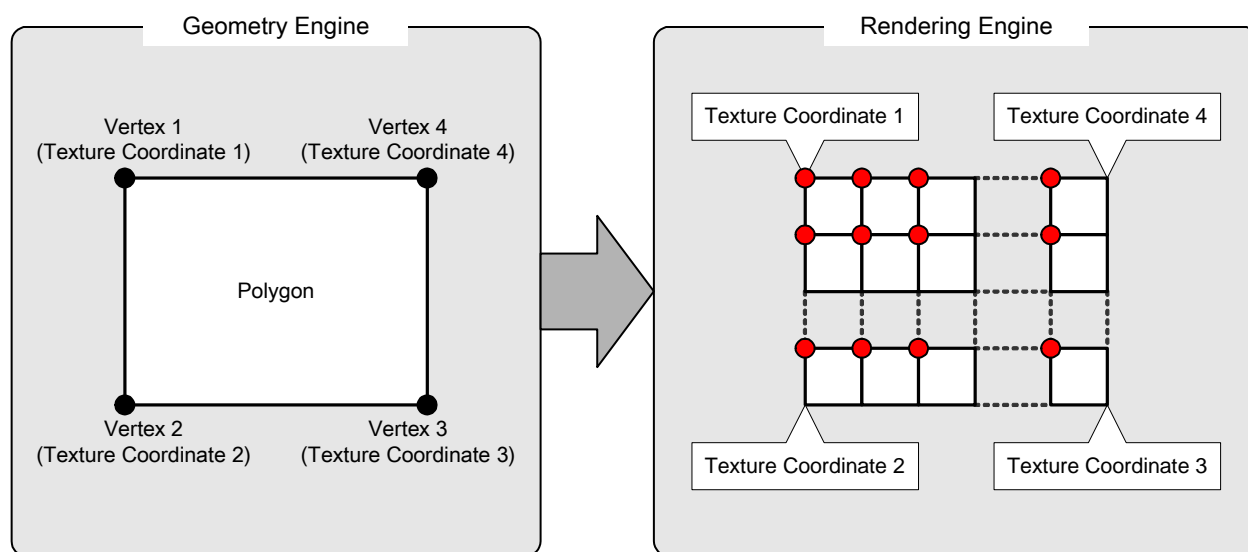 Geometry Engine
Vertex 1
(Texture Coordinate 1)
Vertex 4
(Texture Coordinate 4)
Polygon
Vertex 2
(Texture Coordinate 2)
Vertex 3
(Texture Coordinate 3)
Rendering Engine
Texture Coordinate 1
Texture Coordinate 4
Texture Coordinate 2
Texture Coordinate 3